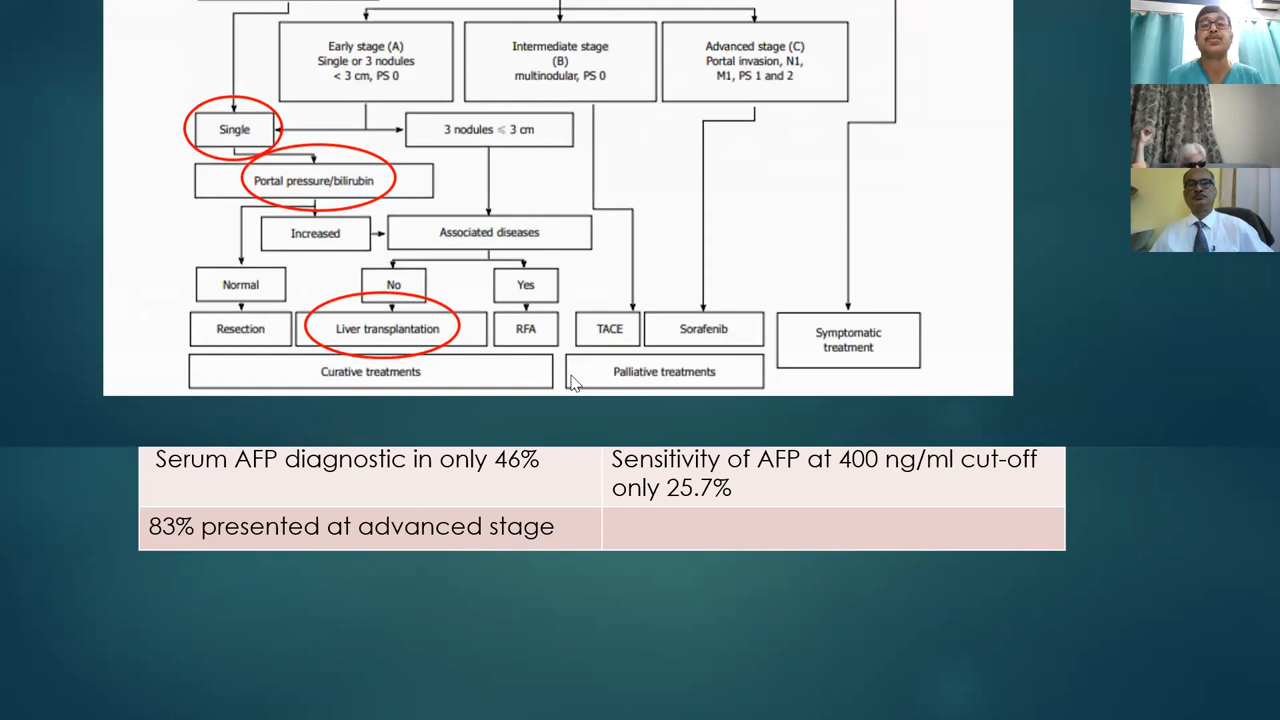 Early stage (A)
Single or 3 nodules
< 3 cm, PS 0
Intermediate stage
(B)
multinodular, PS 0
Advanced stage (C)
Portal invasion, N1,
M1, PS 1 and 2
Single
3 nodules ⩽ 3 cm
Portal pressure/bilirubin
Increased
Associated diseases
Normal
No
Yes
Resection
Liver transplantation
RFA
TACE
Sorafenib
Symptomatic
treatment
Curative treatments
Palliative treatments
Serum AFP diagnostic in only 46%
Sensitivity of AFP at 400 ng/ml cut-off
only 25.7%
83% presented at advanced stage